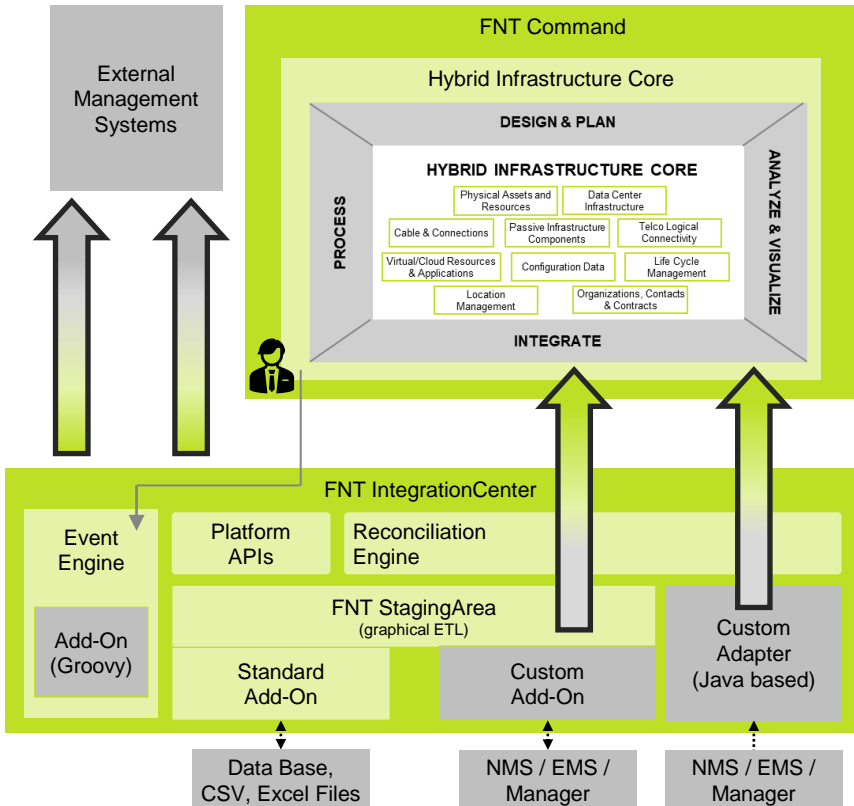 External
Management
Systems
FNT Command
Hybrid Infrastructure Core
DESIGN & PLAN
PROCESS
ANALYZE & VISUALIZE
INTEGRATE
HYBRID INFRASTRUCTURE CORE
Physical Assets and
Resources
Data Center
Infrastructure
Cable & Connections
Passive Infrastructure
Components
Telco Logical
Connectivity
Virtual/Cloud Resources
& Applications
Configuration Data
Life Cycle
Management
Location
Management
Organizations, Contacts
& Contracts
FNT IntegrationCenter
Event
Engine
Add-On
(Groovy)
Platform
APIs
Reconciliation
Engine
FNT StagingArea
(graphical ETL)
Standard
Add-On
Custom
Add-On
Custom
Adapter
(Java based)
Data Base,
CSV, Excel Files
NMS / EMS /
Manager
NMS / EMS /
Manager